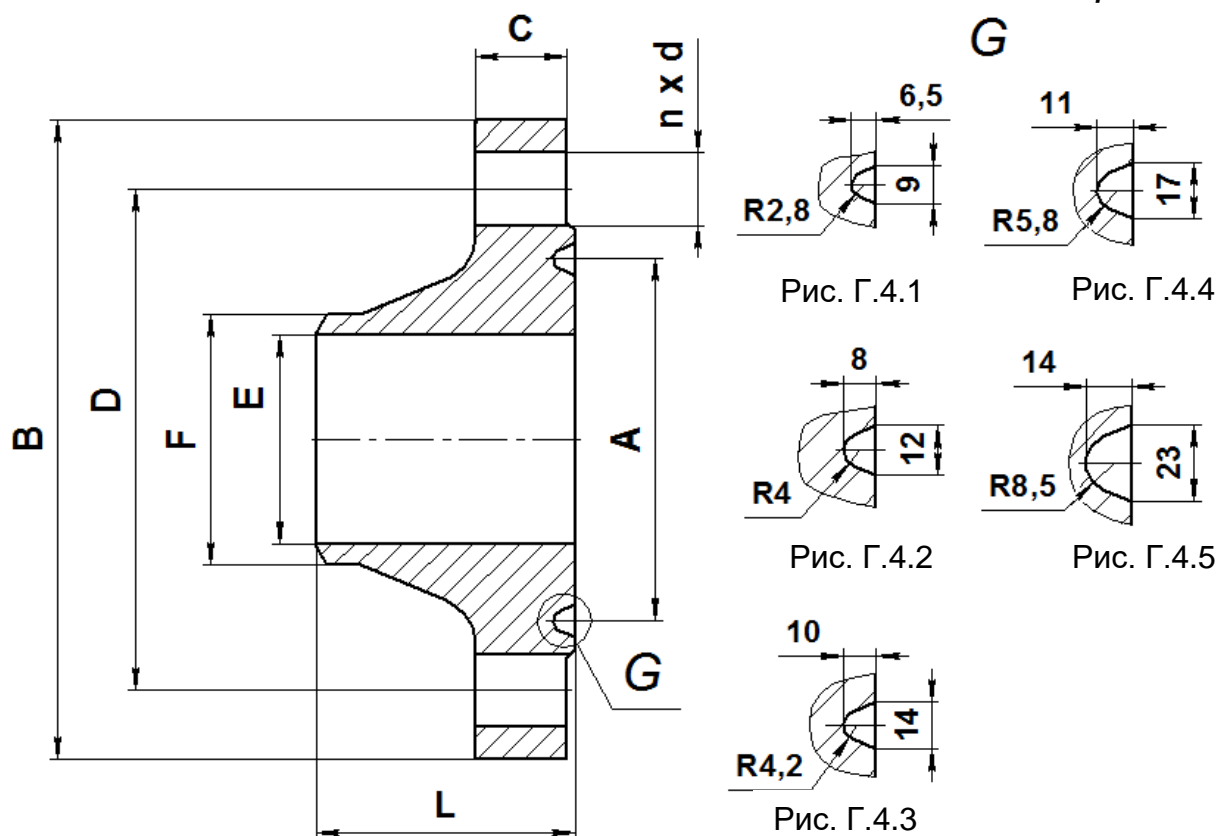 C
n x d
B
D
F
E
A
L
G
G
6,5
9
R2,8
Рис. Г.4.1
11
17
R5,8
Рис. Г.4.4
8
12
R4
Рис. Г.4.2
14
23
R8,5
Рис. Г.4.5
10
14
R4,2
Рис. Г.4.3